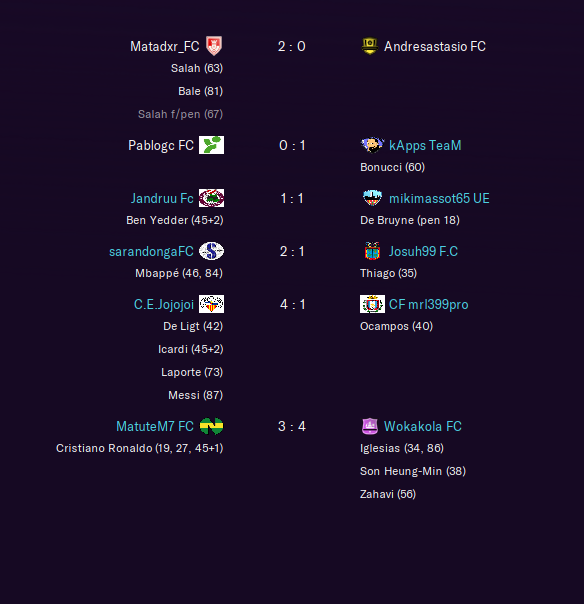 Matadxr_FC 2 : 0 Andresastasio FC
Salah (63)
Bale (81)
Salah f/pen (67)
Pablogc FC 0 : 1 kApps TeaM
Bonucci (60)
Jandruu Fc 1 : 1 mikimassot65 UE
Ben Yedder (45+2) De Bruyne (pen 18)
sarandongaFC 2 : 1 Josuh99 F.C
Mbappé (46, 84) Thiago (35)
C.E.Jojojoi 4 : 1 CF mrl399pro
De Ligt (42) Ocampos (40)
Icardi (45+2)
Laporte (73)
Messi (87)
MatuteM7 FC 3 : 4 Wokakola FC
Cristiano Ronaldo (19, 27, 45+1) Iglesias (34, 86)
Son Heung-Min (38)
Zahavi (56)